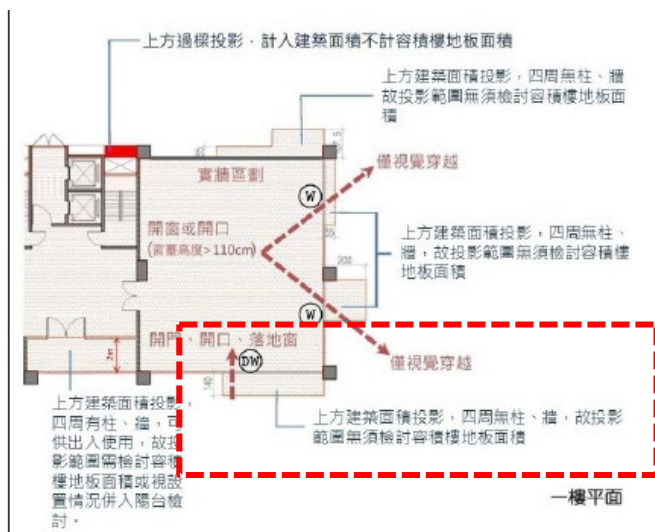 上方過樑投影，計入建築面積不計容積樓地板面積
上方建築面積投影，四周無柱、牆
故投影範圍無須檢討容積樓地板面
積
實牆區劃
僅視覺穿越
W
開窗或開口
(窗臺高度>110cm)
55
200
上方建築面積投影，四周無柱、
牆，故投影範圍無須檢討容積樓
地板面積
W
開門、開口、落地窗
DW
2m
140
僅視覺穿越
上方建築面積投影，
四周有柱、牆，可
供出入使用，故投
影範圍需檢討容積
樓地板面積或視設
置情況併入陽台檢
討。
上方建築面積投影，四周無柱、牆，故投影
範圍無須檢討容積樓地板面積
一樓平面